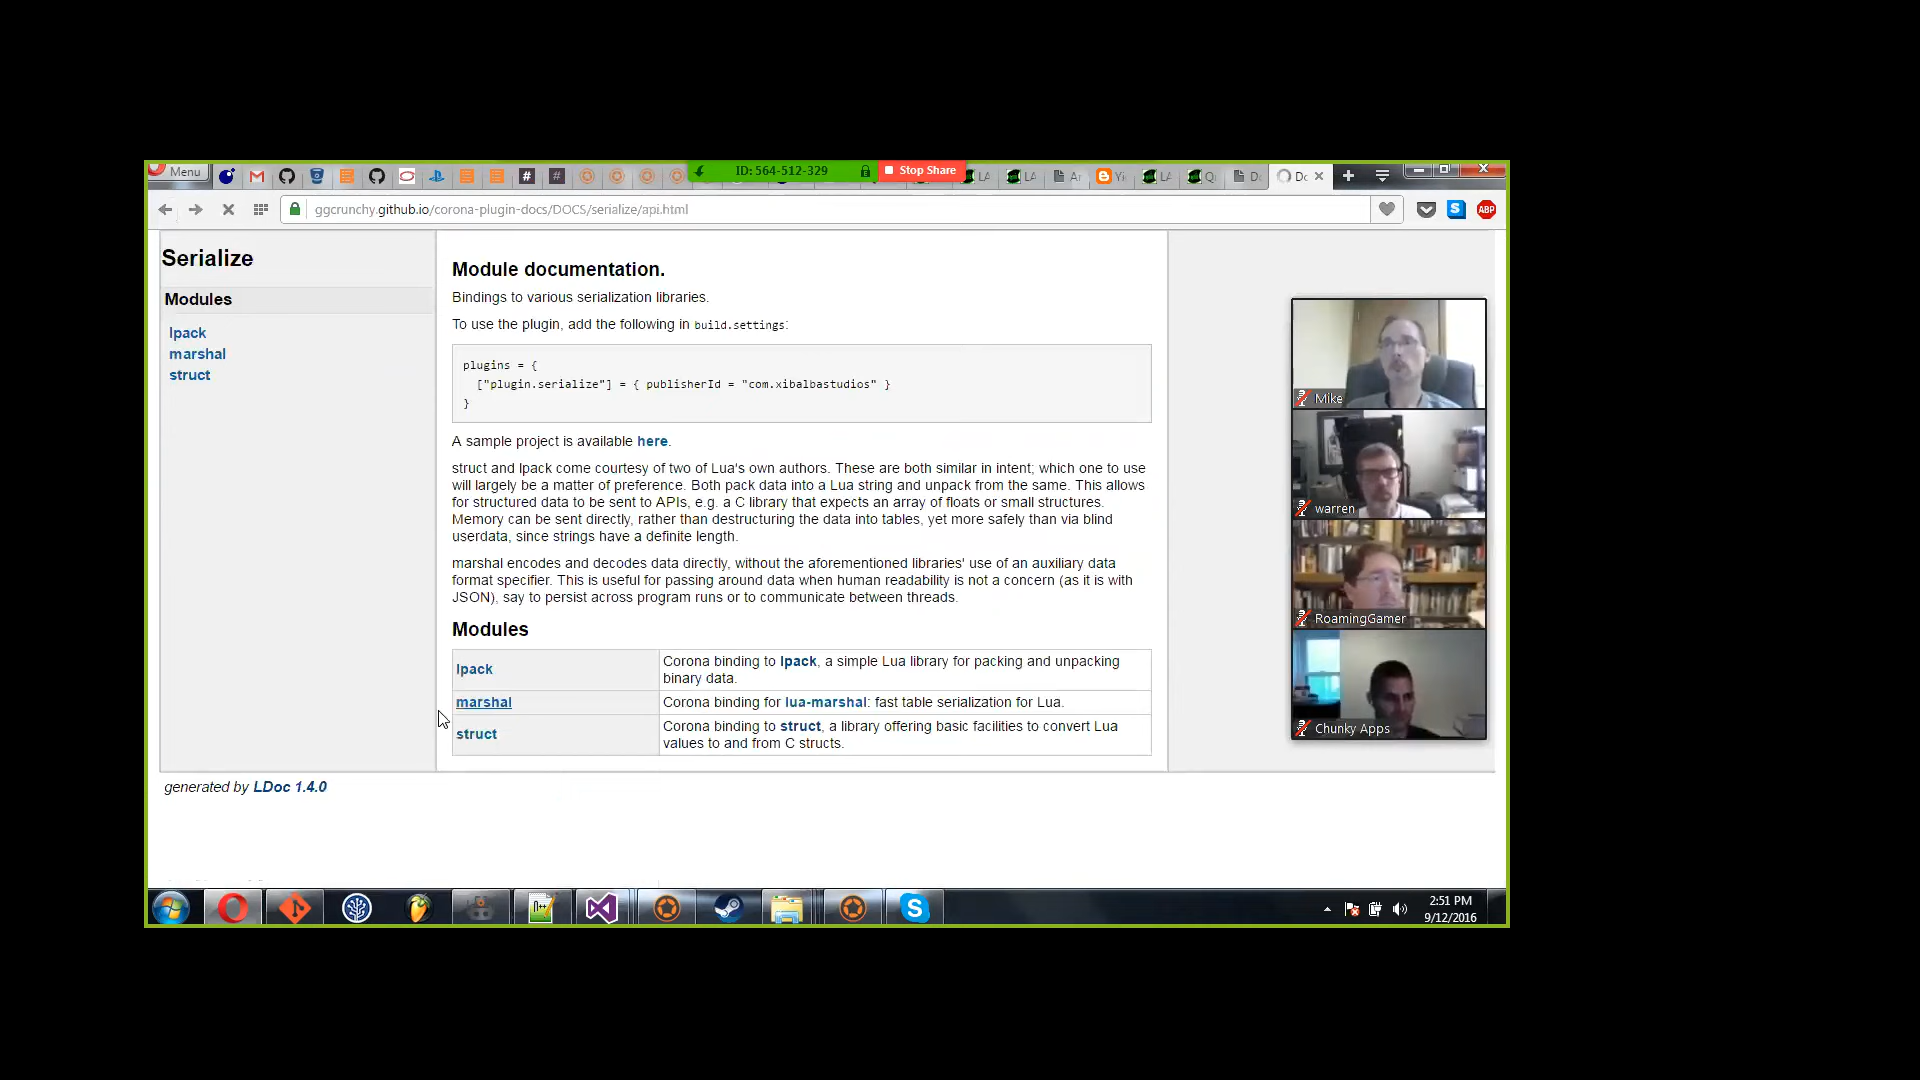 Menu
ID: 564-512-329
Stop Share
ggcrunchy.github.io/corona-plugin-docs/DOCS/serialize/api.html
ABP
Serialize
Modules
lpack
marshal
struct
Module documentation.
Bindings to various serialization libraries.
To use the plugin, add the following in build.settings:
plugins = {
["plugin.serialize"] = { publisherId = "com.xibalbastudios" }
}
A sample project is available here.
struct and lpack come courtesy of two of Lua's own authors. These are both similar in intent; which one to use
will largely be a matter of preference. Both pack data into a Lua string and unpack from the same. This allows
for structured data to be sent to APIs, e.g. a C library that expects an array of floats or small structures.
Memory can be sent directly, rather than destructuring the data into tables, yet more safely than via blind
userdata, since strings have a definite length.
marshal encodes and decodes data directly, without the aforementioned libraries' use of an auxiliary data
format specifier. This is useful for passing around data when human readability is not a concern (as it is with
JSON), say to persist across program runs or to communicate between threads.
Modules
lpack
Corona binding to lpack, a simple Lua library for packing and unpacking
binary data.
marshal
Corona binding for lua-marshal: fast table serialization for Lua.
struct
Corona binding to struct, a library offering basic facilities to convert Lua
values to and from C structs.
generated by LDoc 1.4.0
Mike
warren
RoamingGamer
Chunky Apps
2:51 PM
9/12/2016